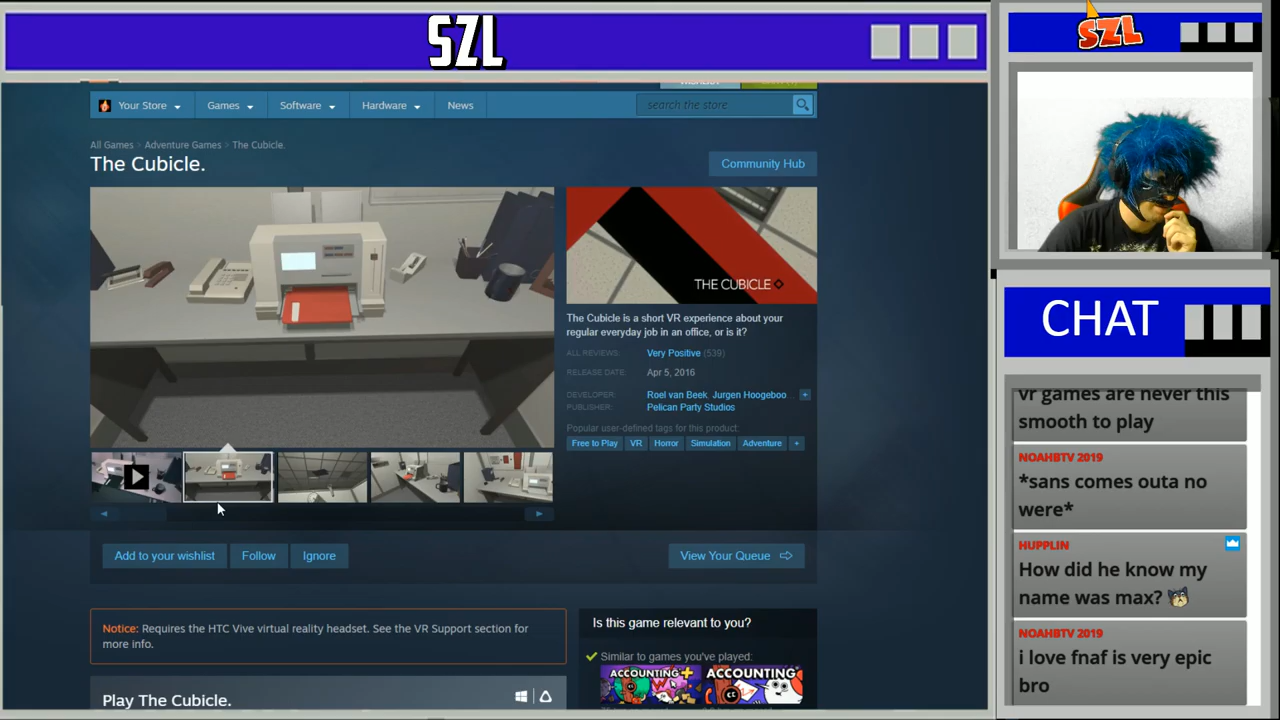 SZL
SZL
Your Store
Games
Software
Hardware
News
search the store
All Games > Adventure Games > The Cubicle.
The Cubicle.
Community Hub
THE CUBICLE
The Cubicle is a short VR experience about your
regular everyday job in an office, or is it?
ALL REVIEWS: Very Positive (539)
RELEASE DATE: Apr 5, 2016
DEVELOPER: Roel van Beek Jurgen Hoogeboo... +
PUBLISHER: Pelican Party Studios
Popular user-defined tags for this product:
Free to Play VR Horror Simulation Adventure +
Add to your wishlist
Follow
Ignore
View Your Queue
Notice: Requires the HTC Vive virtual reality headset. See the VR Support section for
more info.
Is this game relevant to you?
Similar to games you've played:
ACCOUNTING+
ACCOUNTING
Play The Cubicle.
CHAT
vr games are never this
smooth to play
NOAHBTV 2019
*sans comes outa no
were*
HUPPLIN
How did he know my
name was max?
NOAHBTV 2019
i love fnaf is very epic
bro